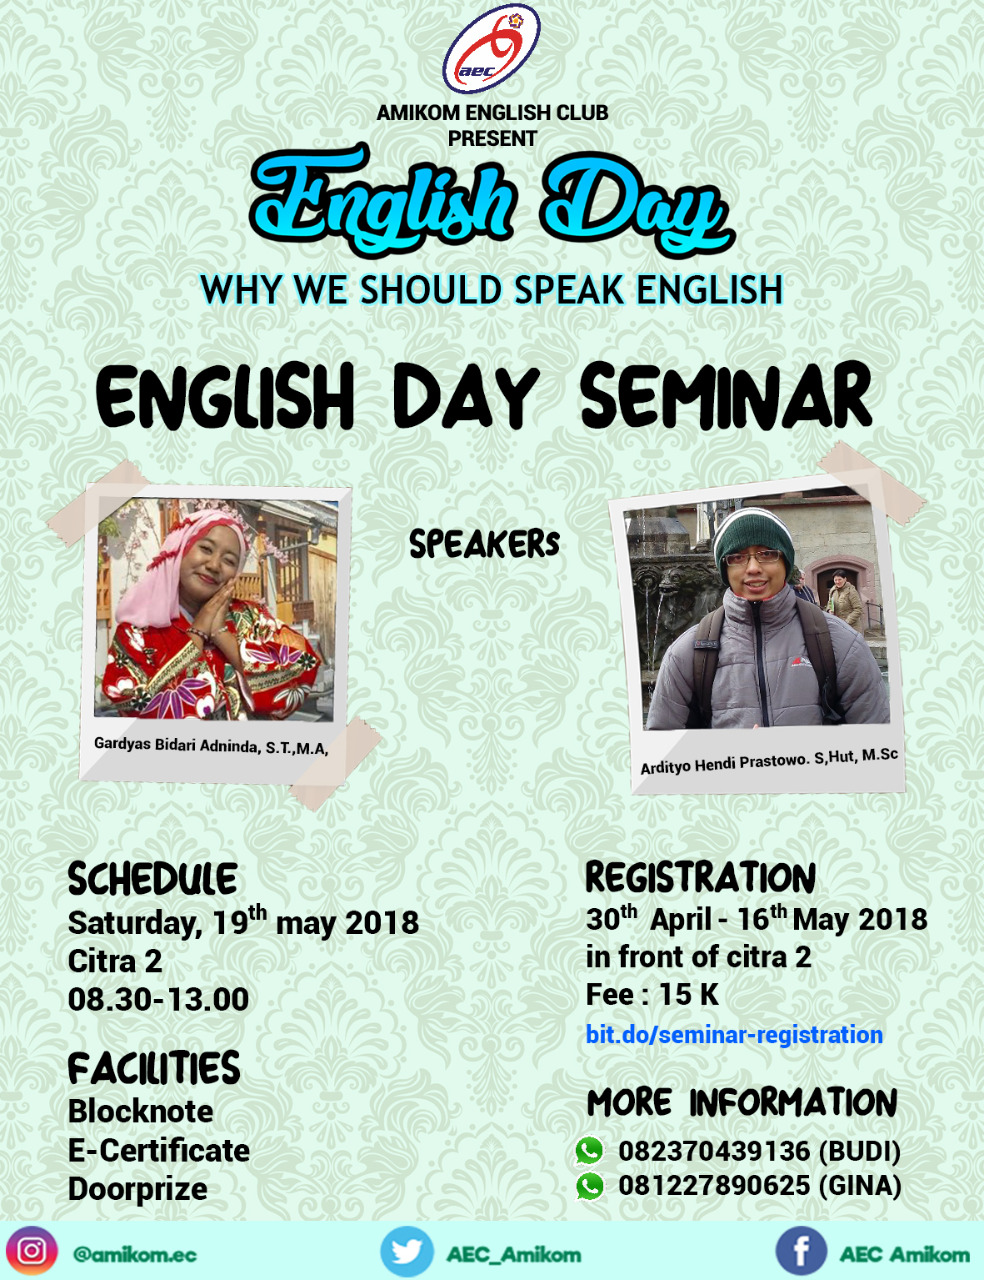 aec
AMIKOM ENGLISH CLUB
PRESENT
English Day
WHY WE SHOULD SPEAK ENGLISH
ENGLISH DAY SEMINAR
SPEAKERs
Gardyas Bidari Adninda, S.T.,M.A,
Ardityo Hendi Prastowo. S,Hut, M.Sc
SCHEDULE
Saturday, 19th may 2018
Citra 2
08.30-13.00
FACILITIES
Blocknote
E-Certificate
Doorprize
REGISTRATION
30th April - 16th May 2018
in front of citra 2
Fee : 15 K
bit.do/seminar-registration
MORE INFORMATION
082370439136 (BUDI)
081227890625 (GINA)
@amikom.ec
AEC_Amikom
AEC Amikom